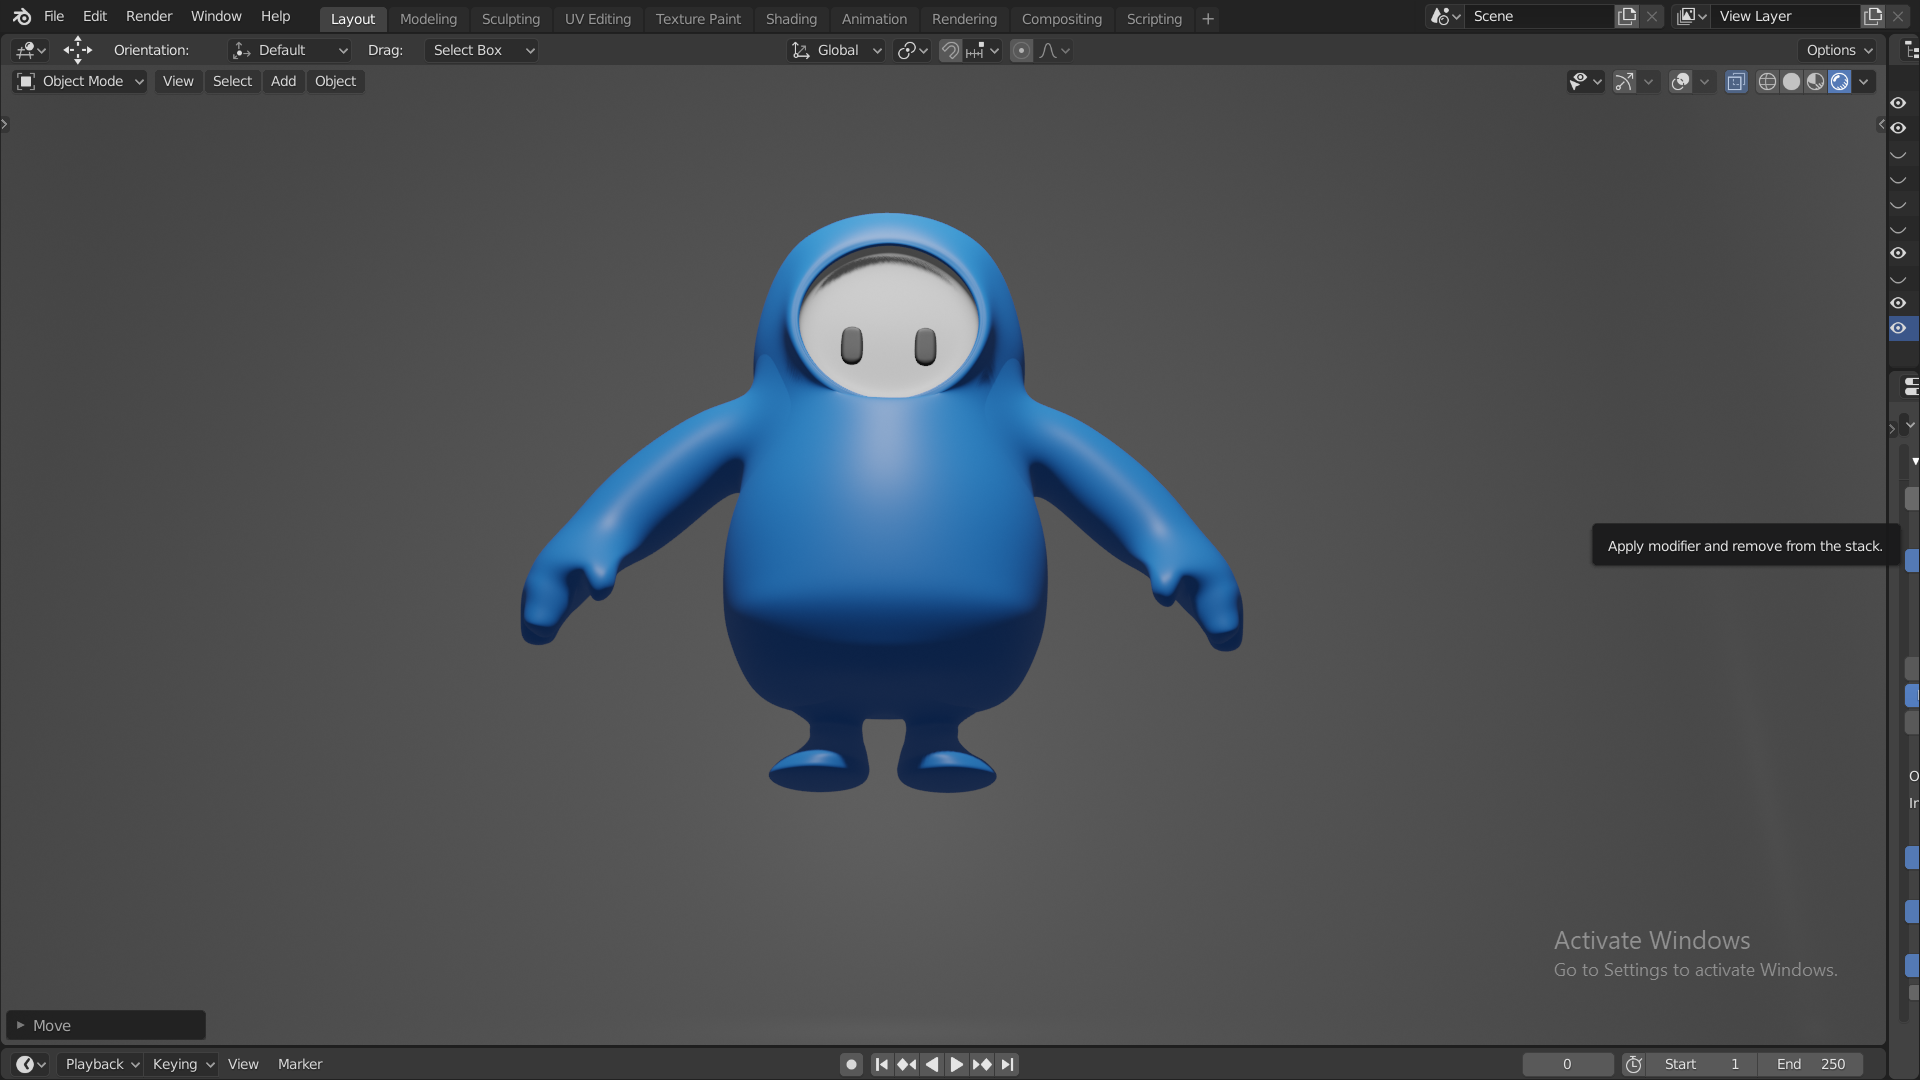 File Edit Render Window Help Layout Modeling Sculpting UV Editing Texture Paint Shading Animation Rendering Compositing Scripting + Scene View Layer
Orientation: Default Drag: Select Box Global Options
Object Mode View Select Add Object
Apply modifier and remove from the stack.
Activate Windows
Go to Settings to activate Windows.
Move
Playback Keying View Marker 0 Start 1 End 250